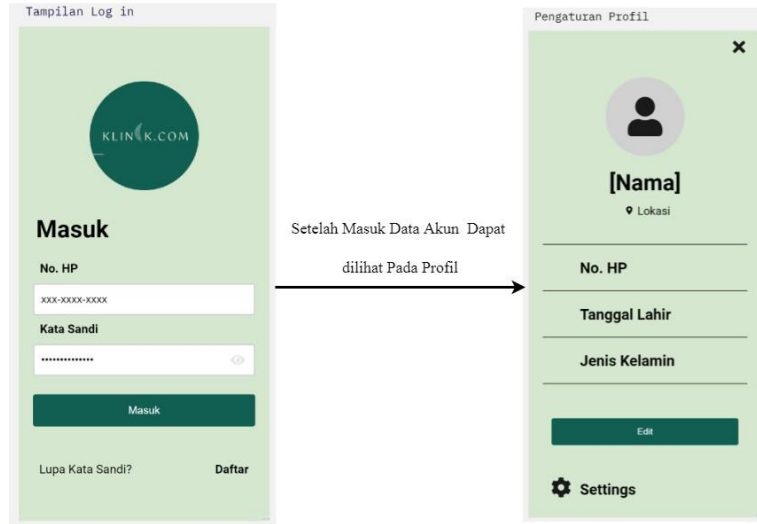 Tampilan Log in
KLINIK.COM
Masuk
No. HP
xxx-xxxx-xxxx
Kata Sandi
••••••••••••••
Masuk
Lupa Kata Sandi? Daftar
Setelah Masuk Data Akun Dapat
dilihat Pada Profil
Pengaturan Profil
[Nama]
Lokasi
No. HP
Tanggal Lahir
Jenis Kelamin
Edit
Settings